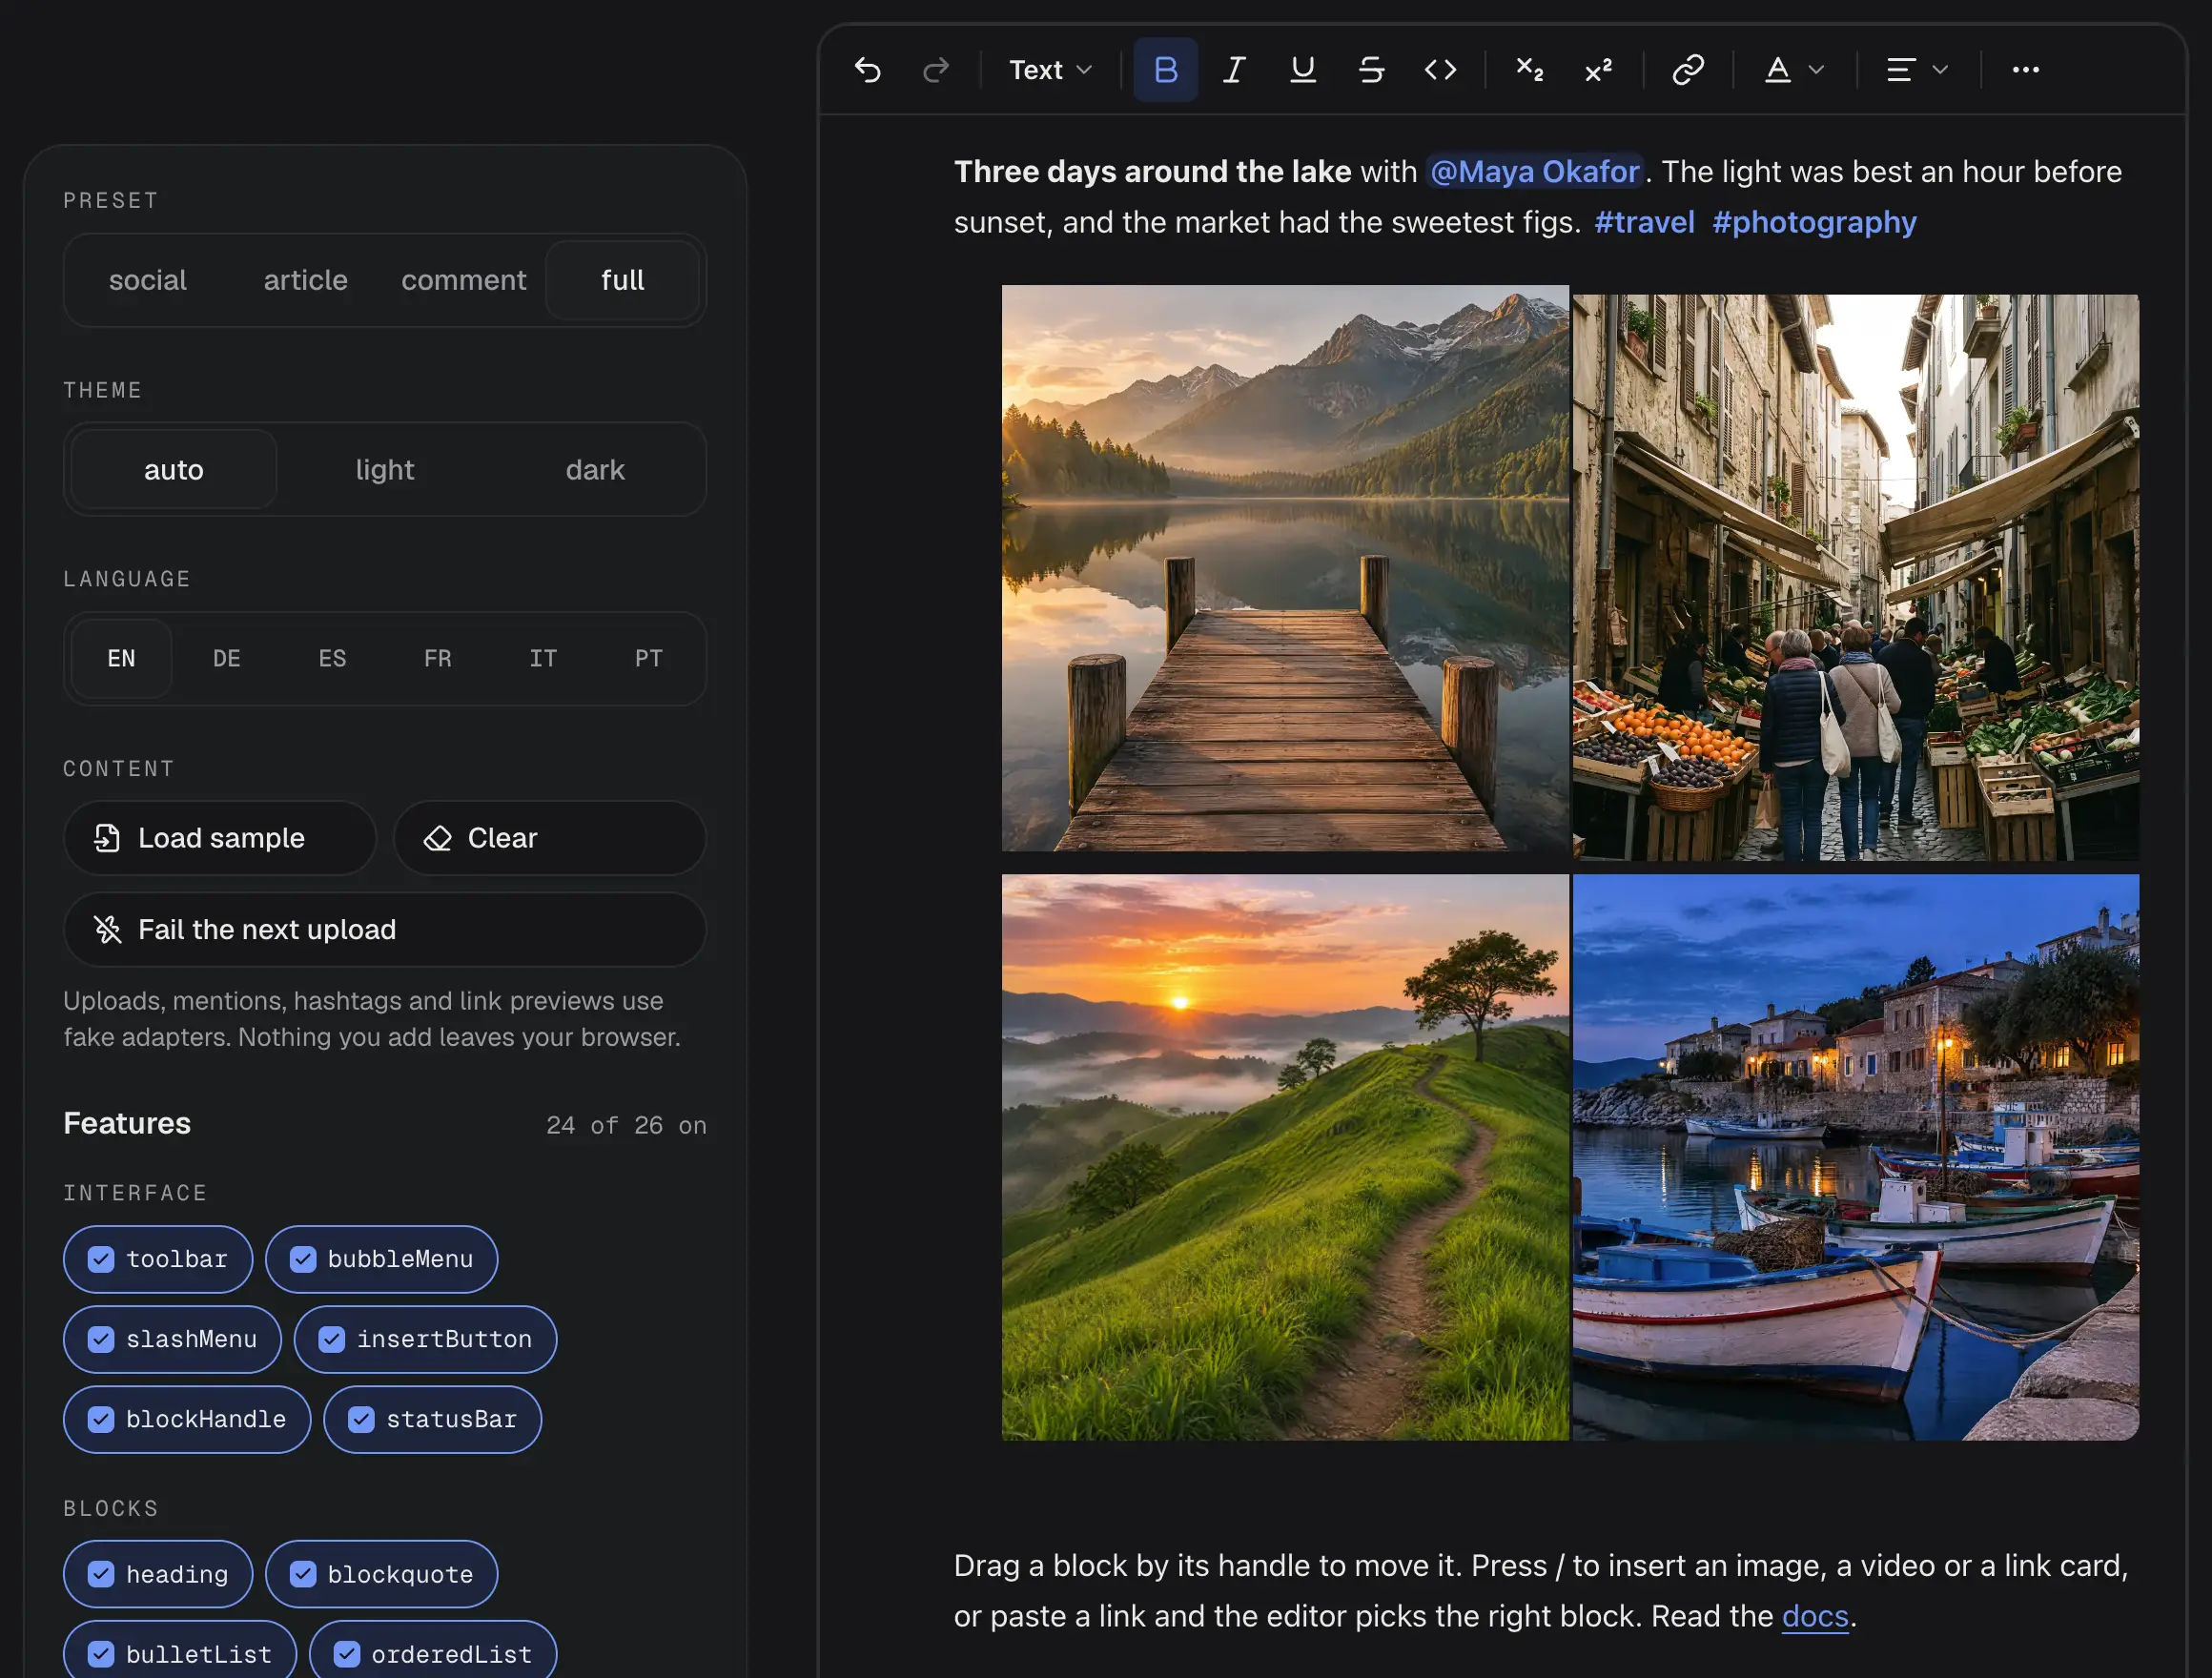 PRESET
social article comment full
THEME
auto light dark
LANGUAGE
EN DE ES FR IT PT
CONTENT
Load sample Clear
Fail the next upload
Uploads, mentions, hashtags and link previews use
fake adapters. Nothing you add leaves your browser.
Features 24 of 26 on
INTERFACE
toolbar bubbleMenu
slashMenu insertButton
blockHandle statusBar
BLOCKS
heading blockquote
bulletList orderedList
Text B I U S <> x₂ x² A
Three days around the lake with @Maya Okafor. The light was best an hour before
sunset, and the market had the sweetest figs. #travel #photography
Drag a block by its handle to move it. Press / to insert an image, a video or a link card,
or paste a link and the editor picks the right block. Read the docs.